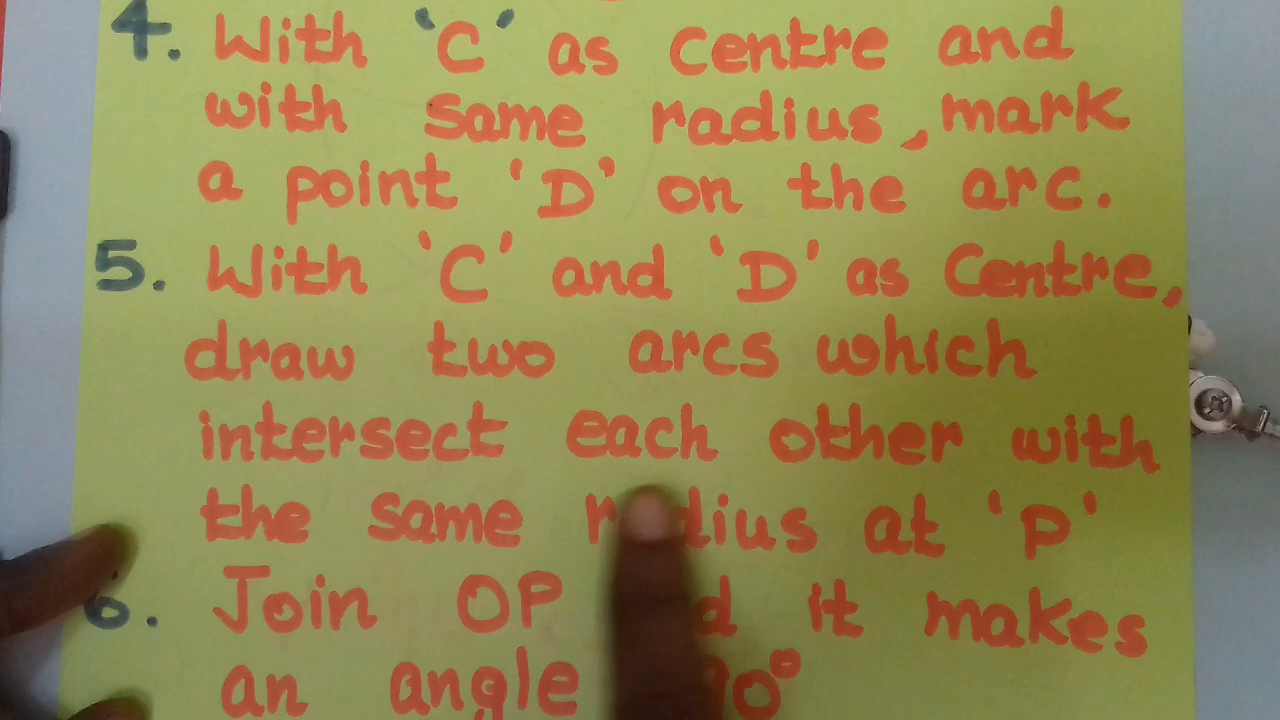 4. With 'C' as Centre and
with same radius, mark
a point 'D' on the arc.
5. With 'C' and 'D' as Centre,
draw two arcs which
intersect each other with
the same radius at 'P'
6. Join OP it makes
an angle